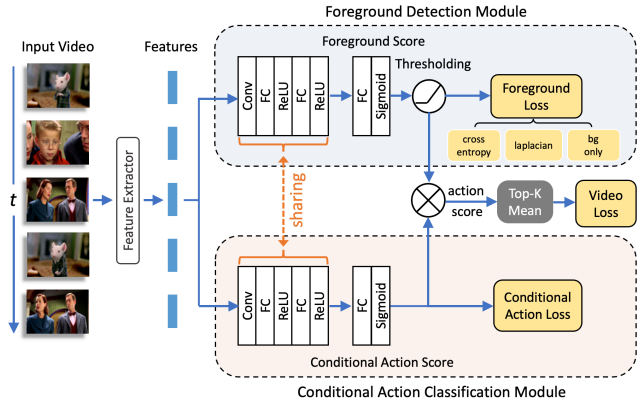 Foreground Detection Module
Input Video
Features
Foreground Score
Thresholding
Conv
FC
ReLU
FC
ReLU
FC
Sigmoid
Foreground
Loss
cross
entropy
laplacian
bg
only
t
Feature Extractor
sharing
action
score
Top-K
Mean
Video
Loss
Conv
FC
ReLU
FC
ReLU
FC
Sigmoid
Conditional
Action Loss
Conditional Action Score
Conditional Action Classification Module